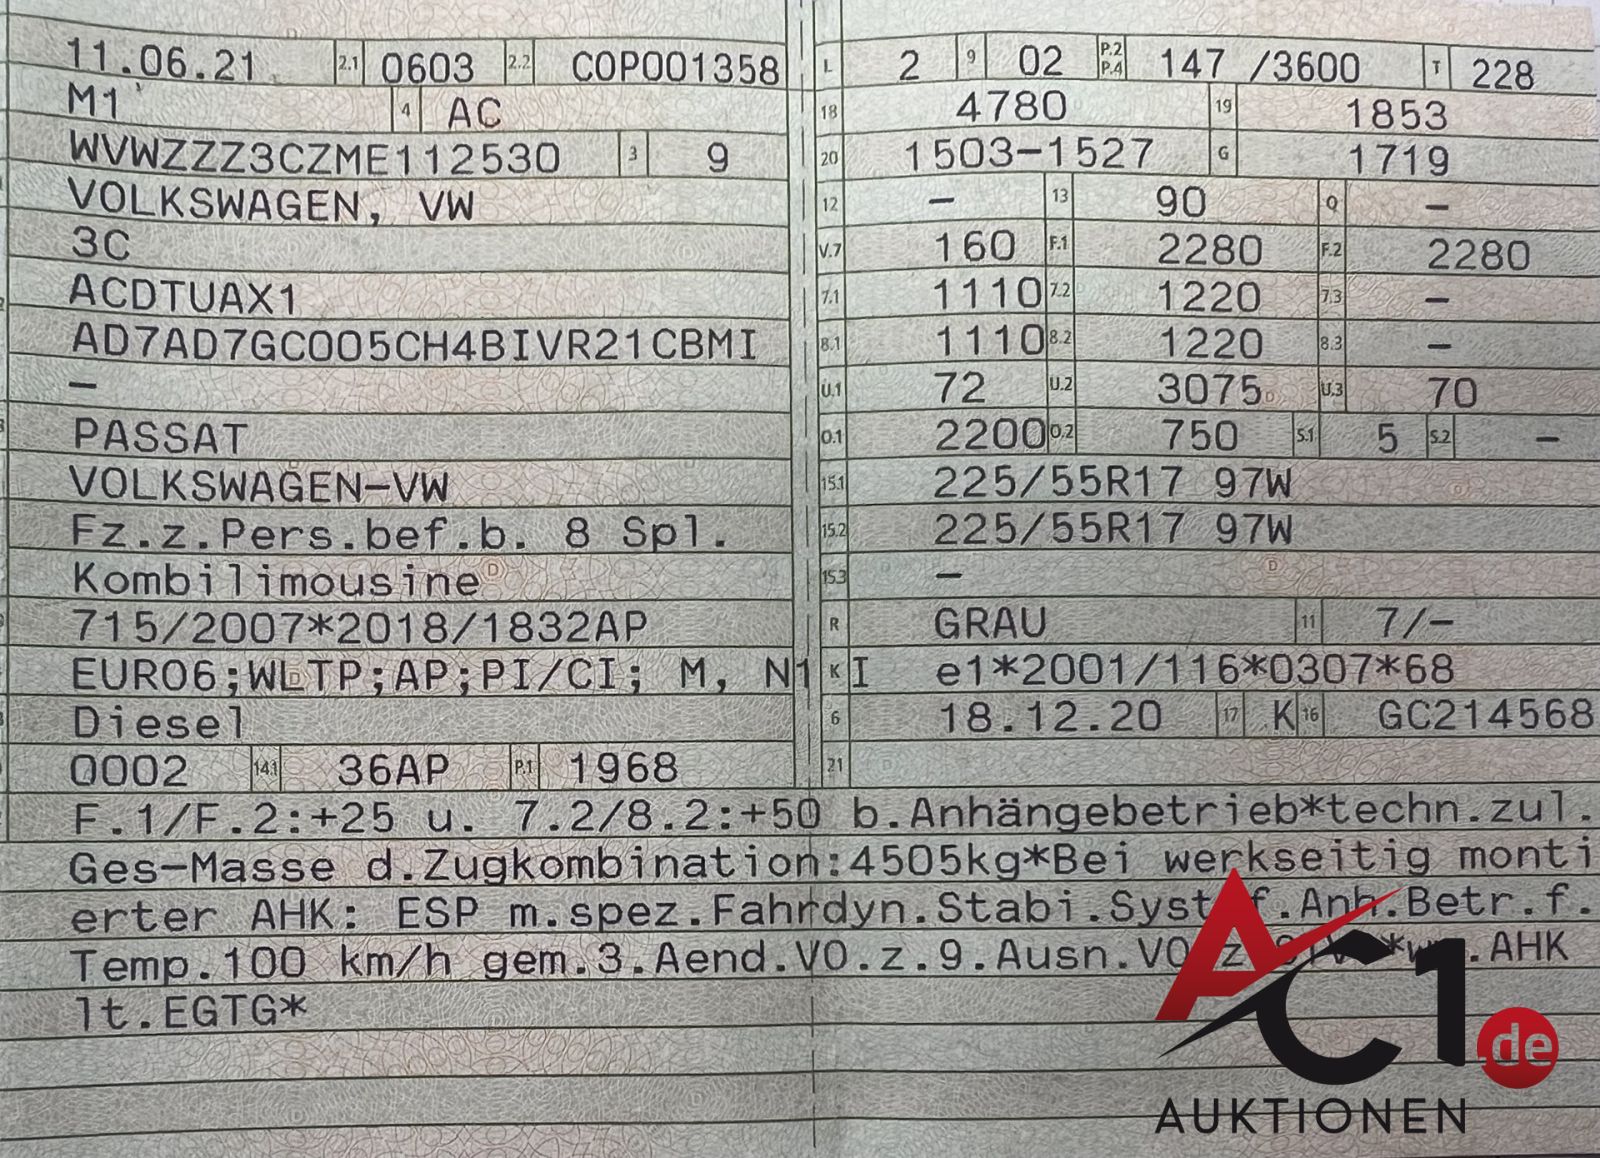 11.06.21 2.1 0603 2.2 C0P001358
M1 4 AC
WVWZZZ3CZME112530 3 9
VOLKSWAGEN, VW
3C
ACDTUAX1
AD7AD7GC005CH4BIVR21CBMI
–
PASSAT
VOLKSWAGEN-VW
Fz.z.Pers.bef.b. 8 Spl.
Kombilimousine
715/2007*2018/1832AP
EURO6;WLTP;AP;PI/CI; M, N1 I
Diesel
0002 14.1 36AP P.1 1968
L 2 9 02 P.2 P.4 147 /3600 T 228
18 4780 19 1853
20 1503-1527 G 1719
12 – 13 90 Q –
V.7 160 F.1 2280 F.2 2280
7.1 1110 7.2 1220 7.3 –
8.1 1110 8.2 1220 8.3 –
U.1 72 U.2 3075 U.3 70
O.1 2200 O.2 750 S.1 5 S.2 –
15.1 225/55R17 97W
15.2 225/55R17 97W
15.3 –
R GRAU 11 7/–
K e1*2001/116*0307*68
6 18.12.20 17 K 16 GC214568
21
F.1/F.2:+25 u. 7.2/8.2:+50 b.Anhängebetrieb*techn.zul.
Ges-Masse d.Zugkombination:4505kg*Bei werkseitig monti
erter AHK: ESP m.spez.Fahrdyn.Stabi.Syst.f.Anh.Betr.f.
Temp.100 km/h gem.3.Aend.VO.z.9.Ausn.VO.z. .AHK
lt.EGTG*
AC1.de
AUKTIONEN